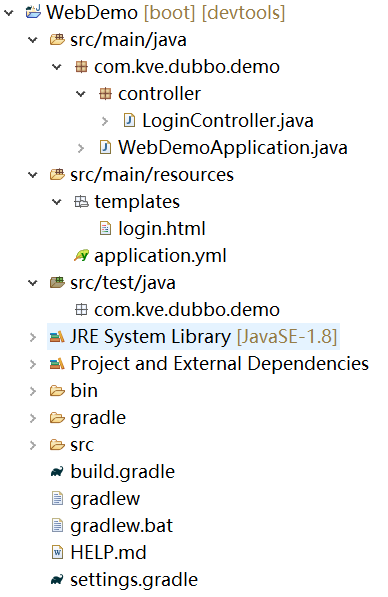 WebDemo [boot] [devtools]
src/main/java
com.kve.dubbo.demo
controller
LoginController.java
WebDemoApplication.java
src/main/resources
templates
login.html
application.yml
src/test/java
com.kve.dubbo.demo
JRE System Library [JavaSE-1.8]
Project and External Dependencies
bin
gradle
src
build.gradle
gradlew
gradlew.bat
HELP.md
settings.gradle